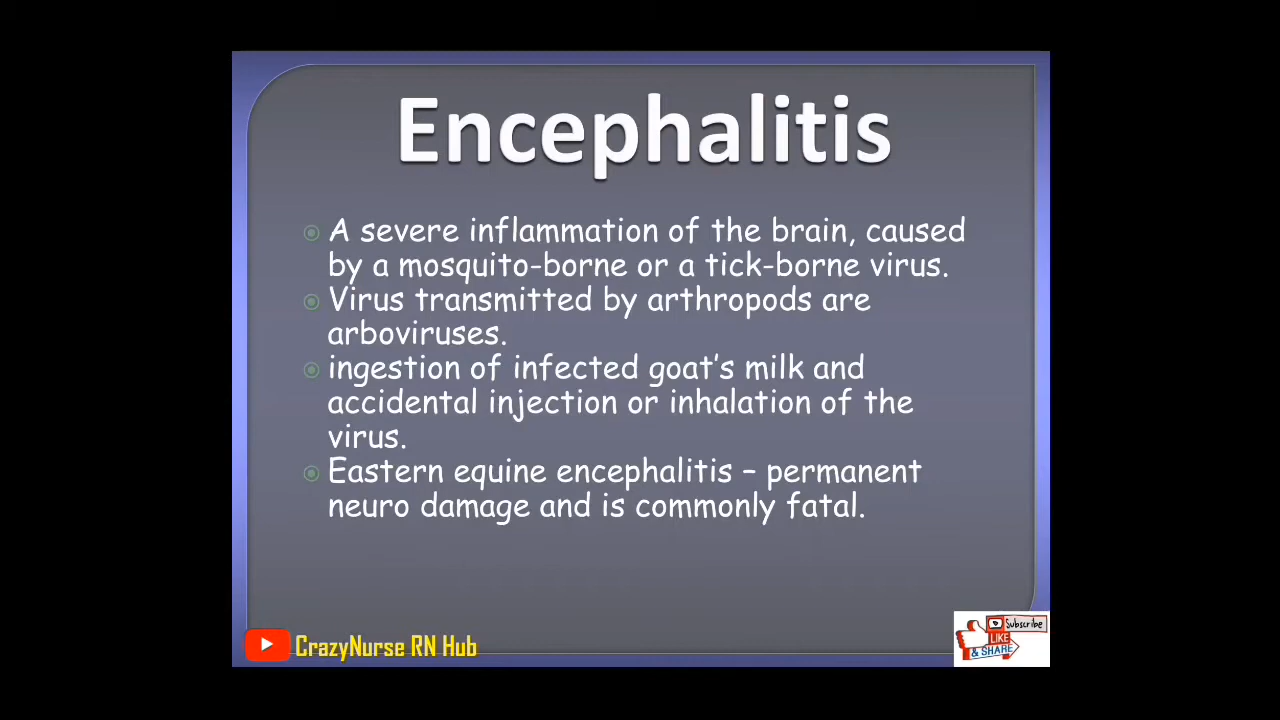 Encephalitis
A severe inflammation of the brain, caused
by a mosquito-borne or a tick-borne virus.
Virus transmitted by arthropods are
arboviruses.
ingestion of infected goat's milk and
accidental injection or inhalation of the
virus.
Eastern equine encephalitis – permanent
neuro damage and is commonly fatal.
CrazyNurse RN Hub
Subscribe
LIKE
& SHARE